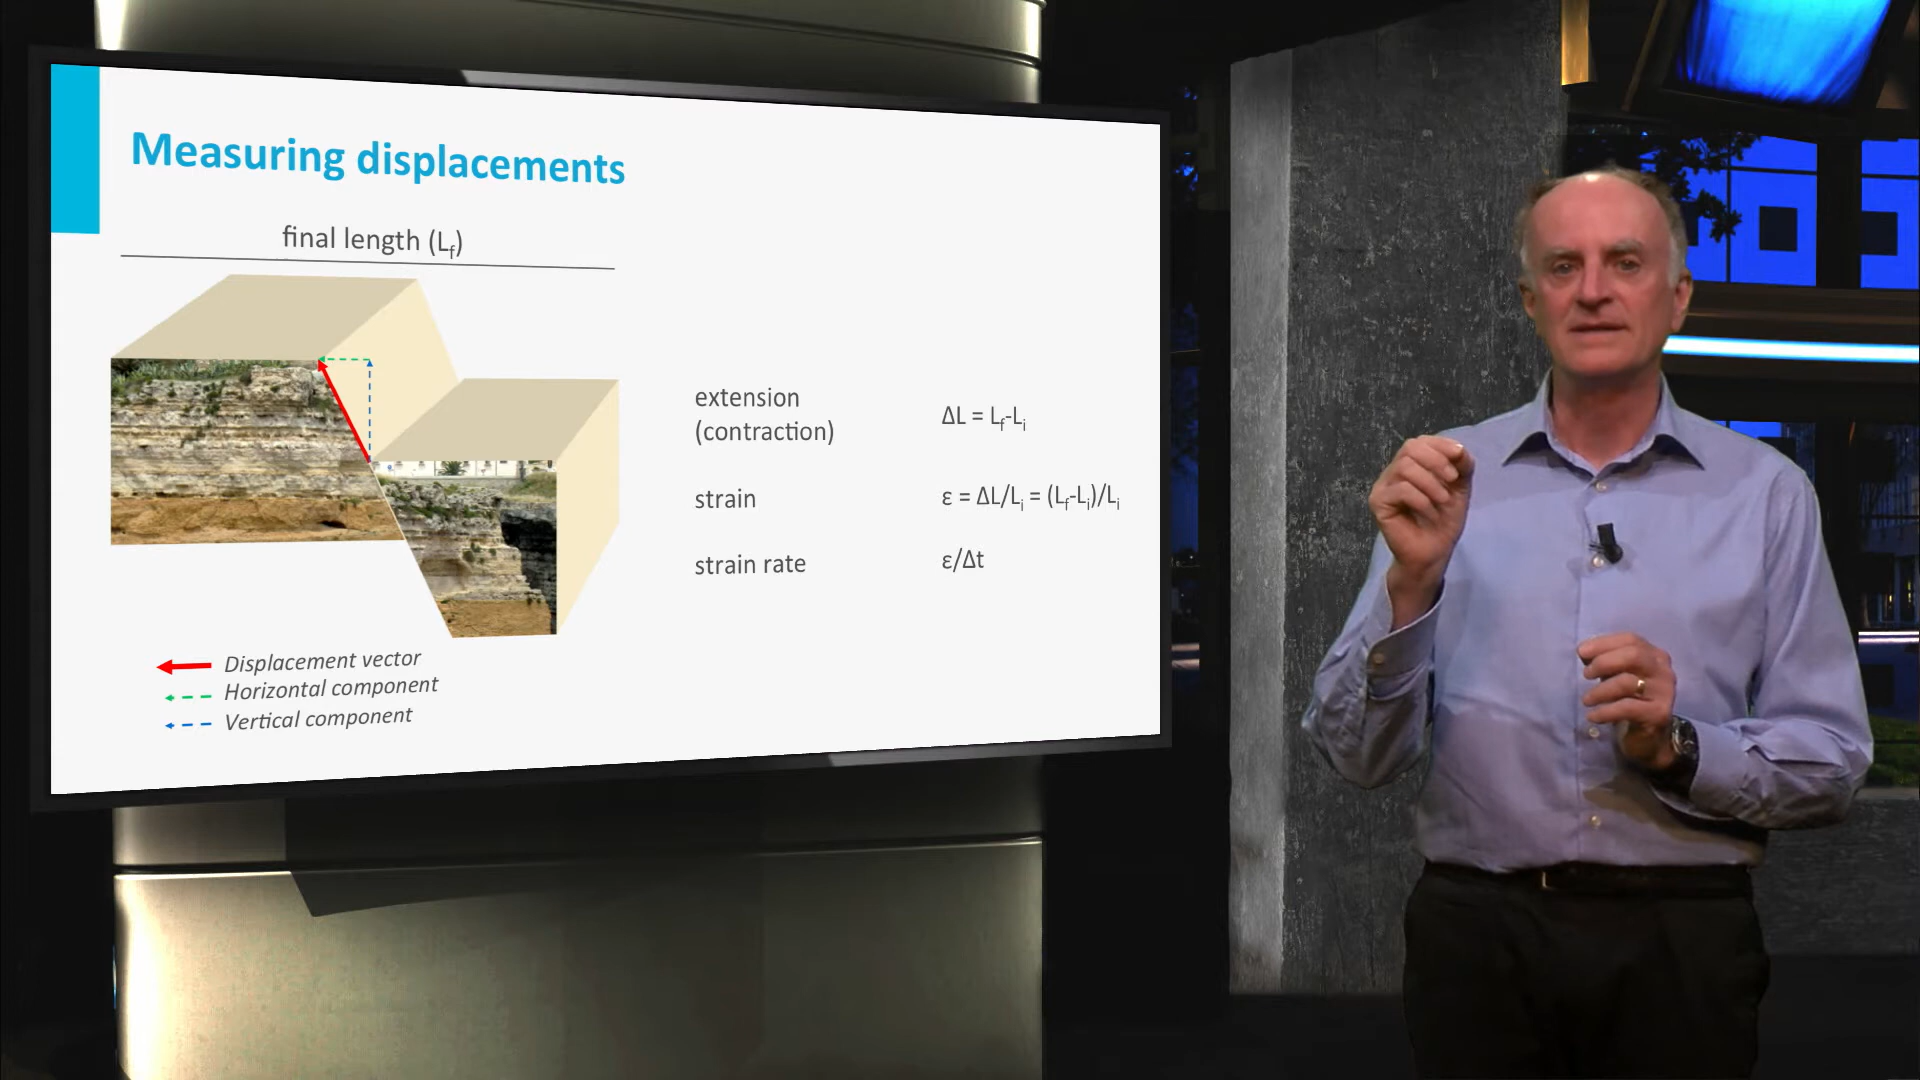 Measuring displacements
final length (Lf)
extension
(contraction)
ΔL = Lf-Li
strain
ε = ΔL/Li = (Lf-Li)/Li
strain rate
ε/Δt
Displacement vector
Horizontal component
Vertical component